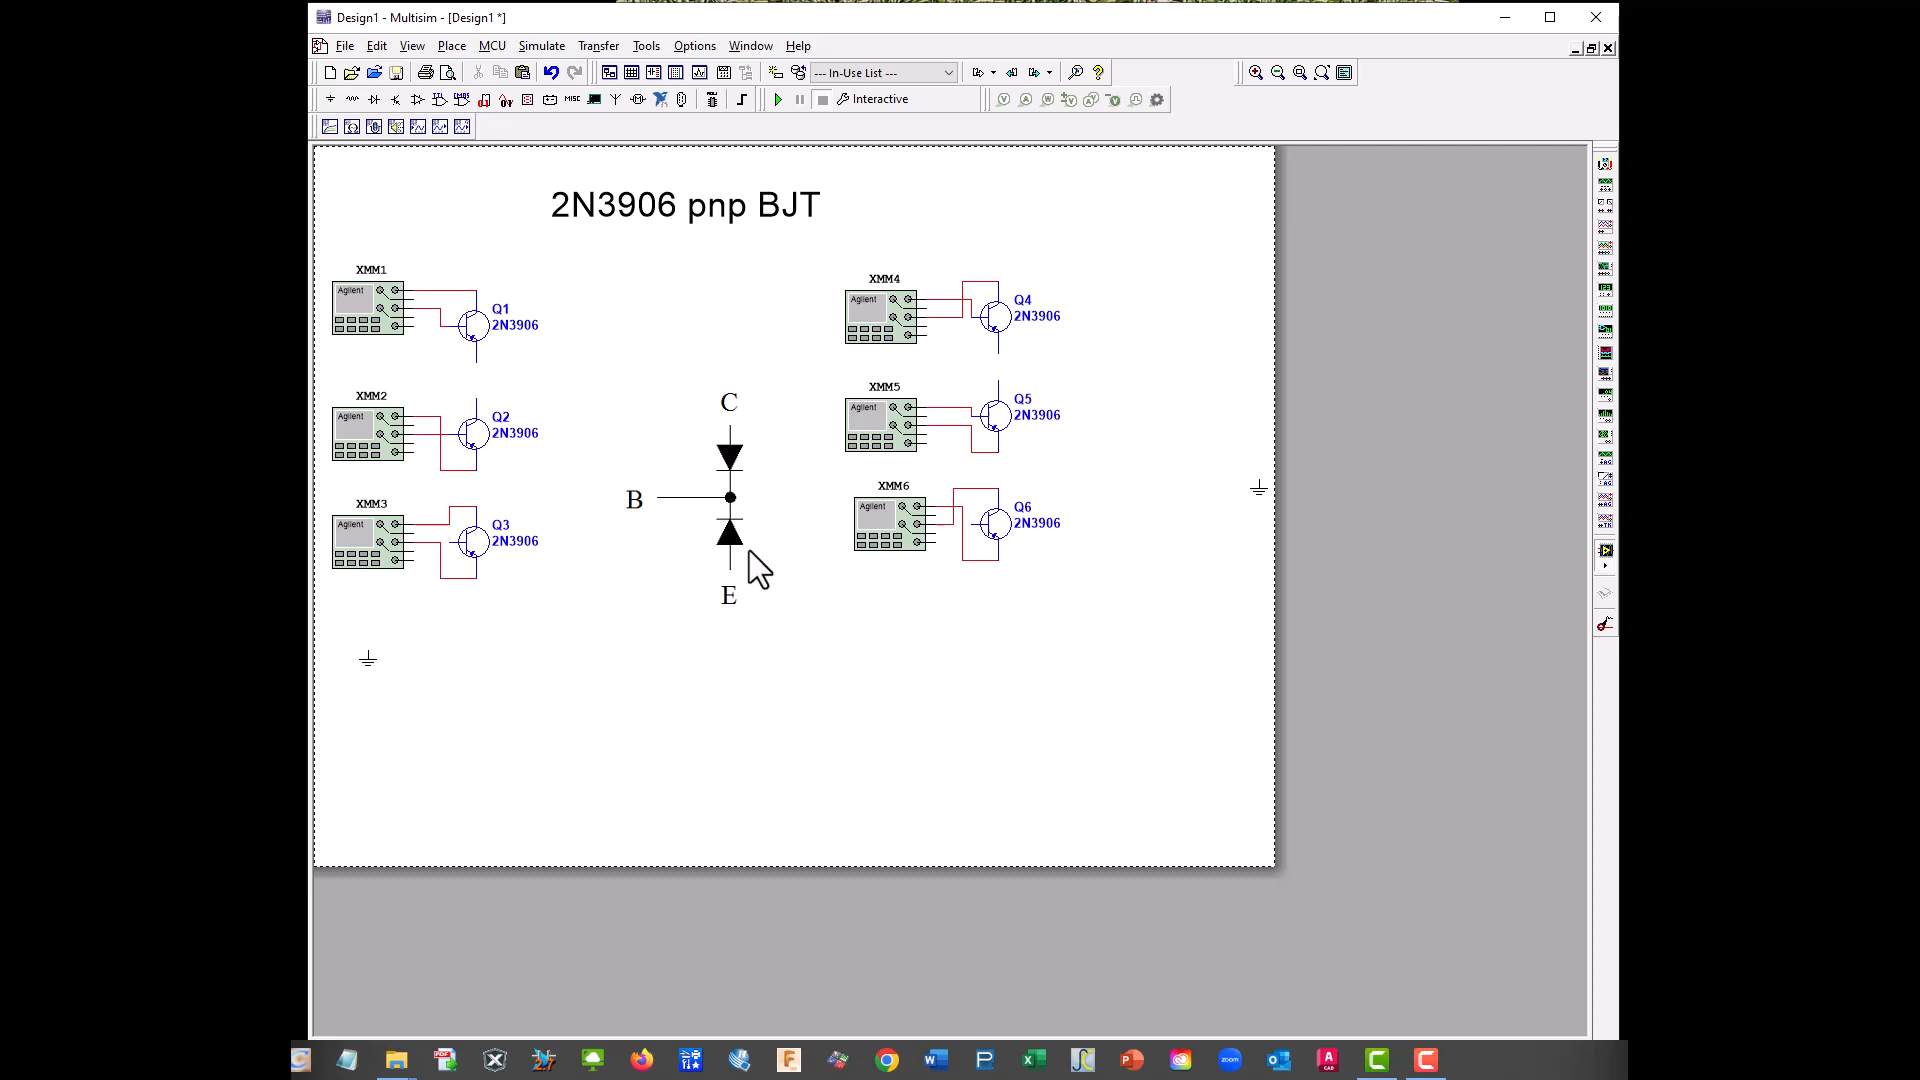 Design1 - Multisim - [Design1 *]
File Edit View Place MCU Simulate Transfer Tools Options Window Help
--- In-Use List ---
Interactive
2N3906 pnp BJT
XMM1
Agilent
Q1
2N3906
XMM2
Agilent
Q2
2N3906
XMM3
Agilent
Q3
2N3906
C
B
E
XMM4
Agilent
Q4
2N3906
XMM5
Agilent
Q5
2N3906
XMM6
Agilent
Q6
2N3906